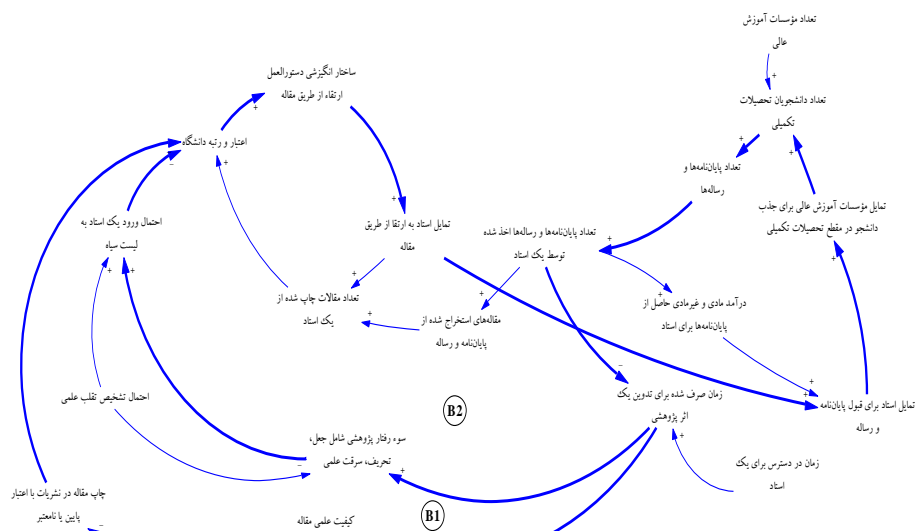 تعداد مؤسسات آموزش
عالی
ساختار انگیزشی دستورالعمل
ارتقاء از طریق مقاله
تعداد دانشجویان تحصیلات
تکمیلی
اعتبار و رتبه دانشگاه
تعداد پایان‌نامه‌ها و
رساله‌ها
تمایل مؤسسات آموزش عالی برای جذب
دانشجو در مقطع تحصیلات تکمیلی
احتمال ورود یک استاد به
لیست سیاه
تمایل استاد به ارتقا از طریق
مقاله
تعداد پایان‌نامه‌ها و رساله‌ها اخذ شده
توسط یک استاد
تعداد مقالات چاپ شده از
یک استاد
درآمد مادی و غیرمادی حاصل از
پایان‌نامه‌ها برای استاد
مقاله‌های استخراج شده از
پایان‌نامه و رساله
احتمال تشخیص تقلب علمی
زمان صرف شده برای تدوین یک
اثر پژوهشی
تمایل استاد برای قبول پایان‌نامه
و رساله
B2
سوء رفتار پژوهشی شامل جعل،
تحریف، سرقت علمی
زمان در دسترس برای یک
استاد
چاپ مقاله در نشریات با اعتبار
پایین یا نامعتبر
کیفیت علمی مقاله
B1